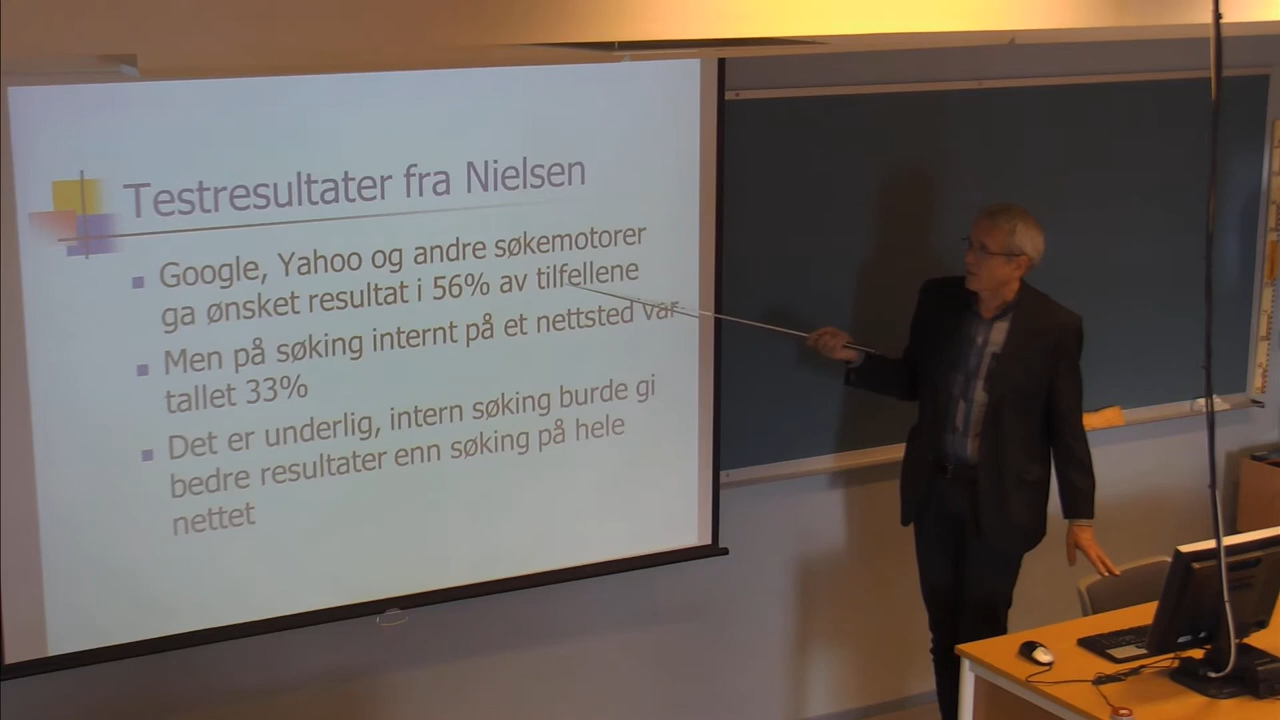 Testresultater fra Nielsen
Google, Yahoo og andre søkemotorer
ga ønsket resultat i 56% av tilfellene
Men på søking internt på et nettsted var
tallet 33%
Det er underlig, intern søking burde gi
bedre resultater enn søking på hele
nettet